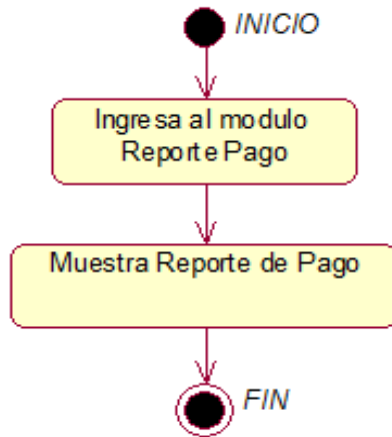 INICIO
Ingresa al modulo
Reporte Pago
Muestra Reporte de Pago
FIN